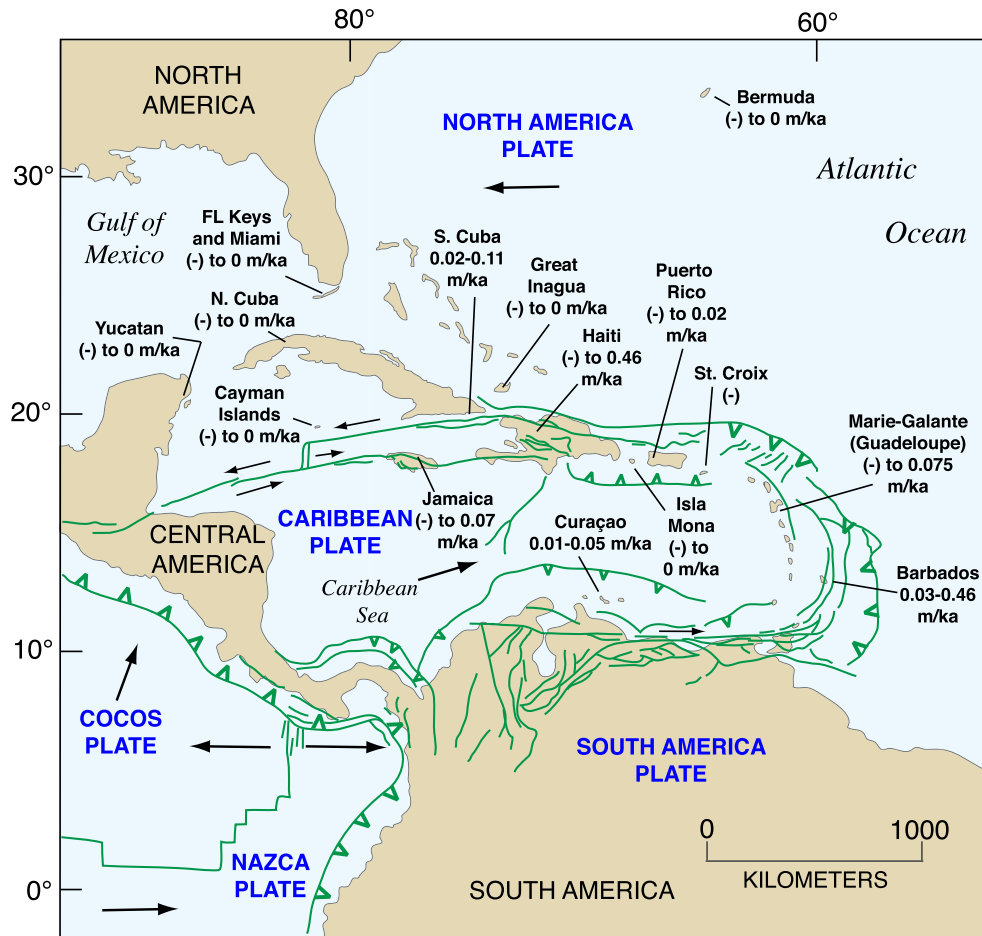 80°
60°
NORTH
AMERICA
Bermuda
(-) to 0 m/ka
NORTH AMERICA
PLATE
Atlantic
Ocean
30°
Gulf of
Mexico
FL Keys
and Miami
(-) to 0 m/ka
S. Cuba
0.02-0.11
m/ka
Great
Inagua
(-) to 0 m/ka
Puerto
Rico
(-) to 0.02
m/ka
N. Cuba
(-) to 0 m/ka
Yucatan
(-) to 0 m/ka
Haiti
(-) to 0.46
m/ka
St. Croix
(-)
Cayman
Islands
(-) to 0 m/ka
20°
Marie-Galante
(Guadeloupe)
(-) to 0.075
m/ka
Jamaica
(-) to 0.07
m/ka
Isla
Mona
(-) to
0 m/ka
CARIBBEAN
PLATE
Curaçao
0.01-0.05 m/ka
CENTRAL
AMERICA
Caribbean
Sea
Barbados
0.03-0.46
m/ka
10°
COCOS
PLATE
SOUTH AMERICA
PLATE
0
1000
KILOMETERS
NAZCA
PLATE
SOUTH AMERICA
0°